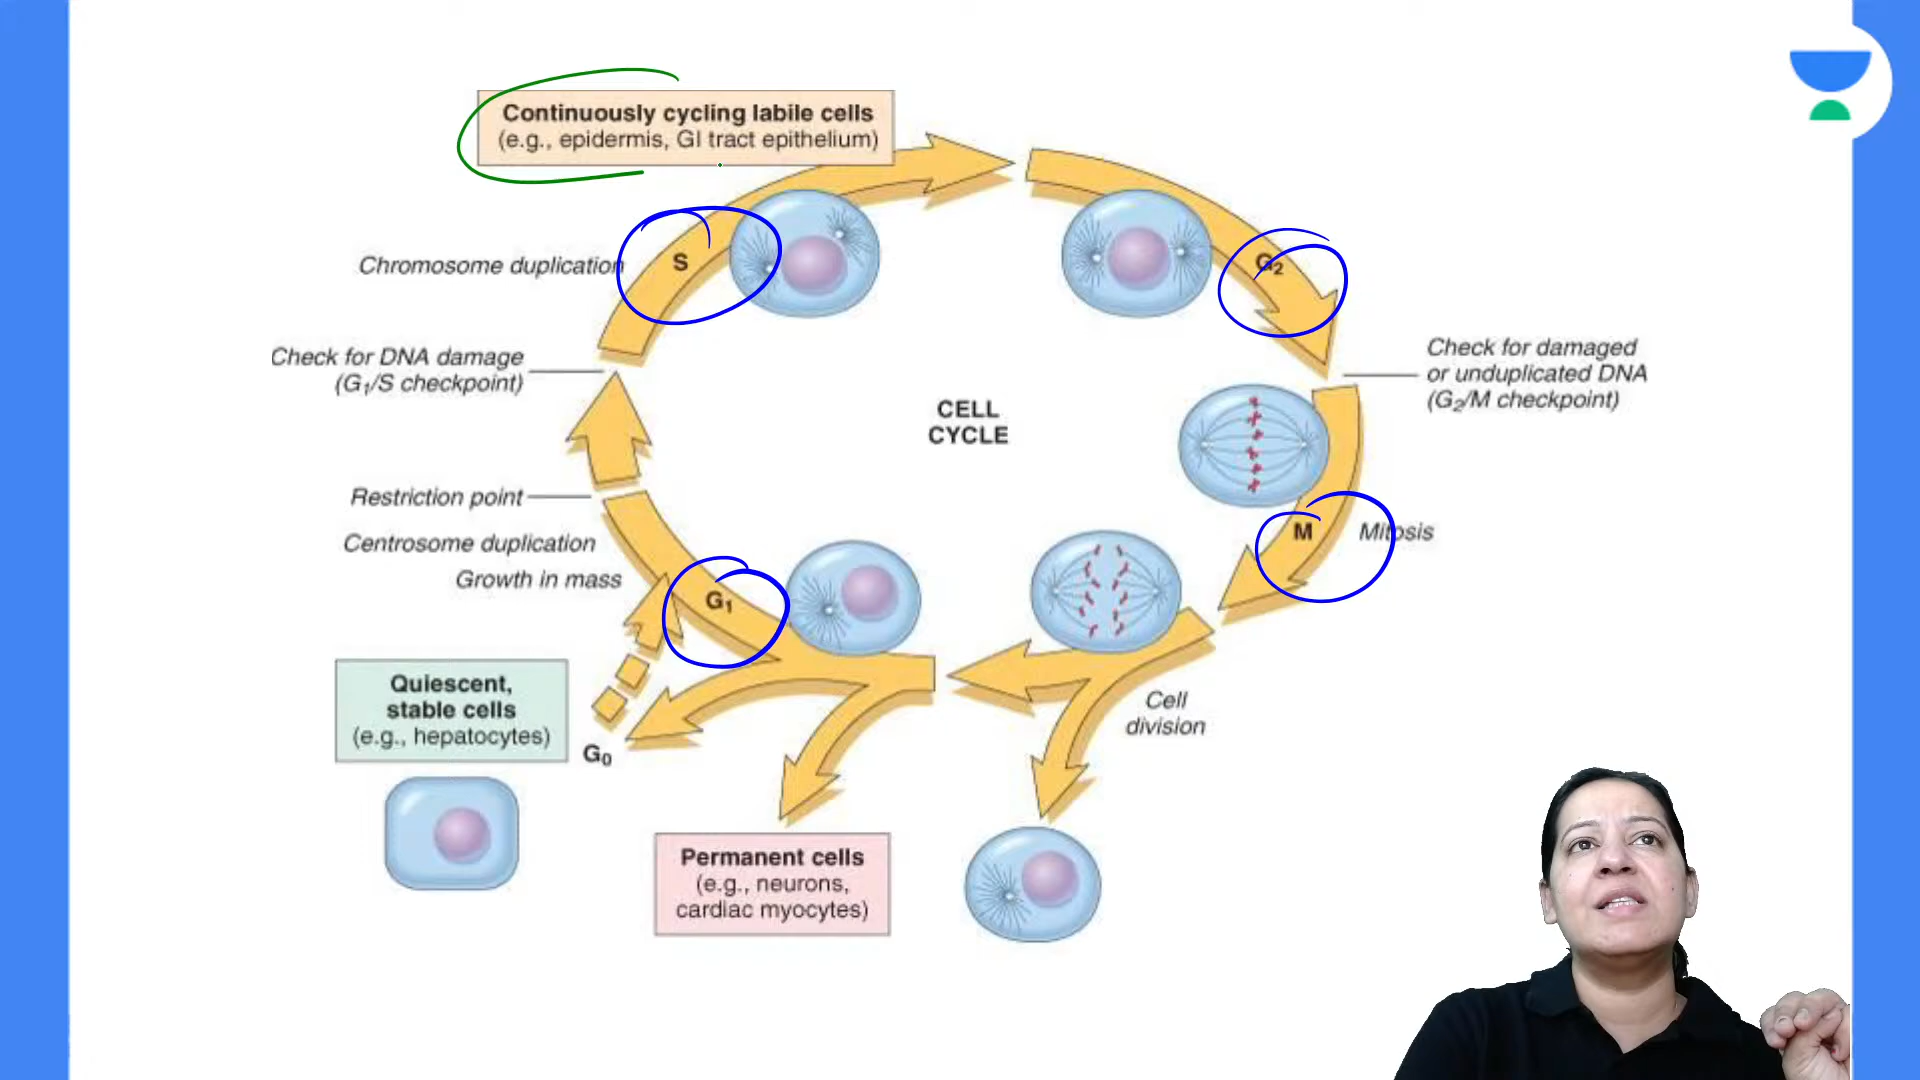 Continuously cycling labile cells
(e.g., epidermis, GI tract epithelium)
Chromosome duplication
S
G₂
Check for DNA damage
(G₁/S checkpoint)
Check for damaged
or unduplicated DNA
(G₂/M checkpoint)
CELL
CYCLE
Restriction point
Centrosome duplication
Growth in mass
M
Mitosis
G₁
Quiescent,
stable cells
(e.g., hepatocytes)
G₀
Cell
division
Permanent cells
(e.g., neurons,
cardiac myocytes)